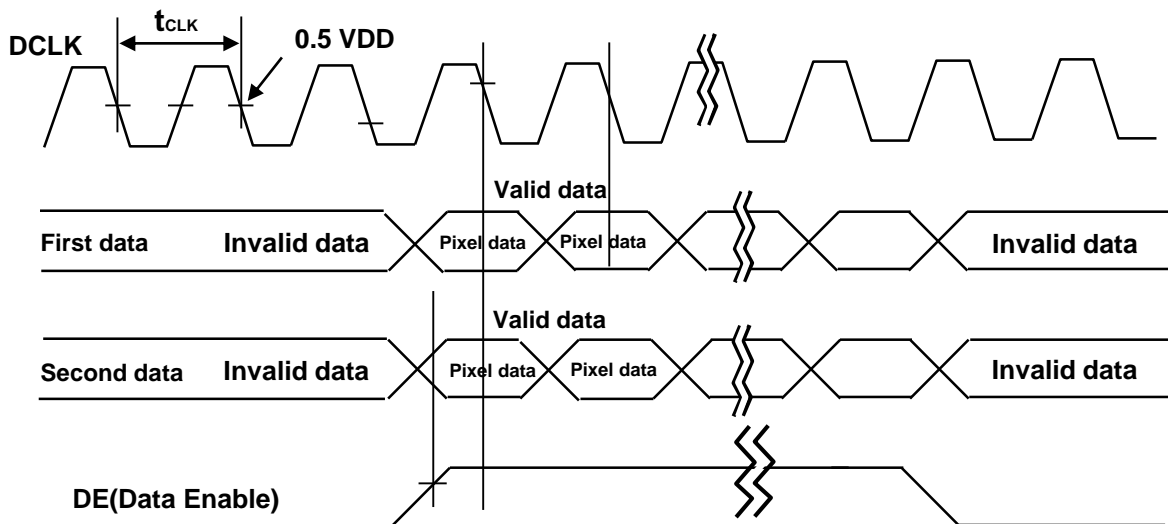 tCLK
DCLK
0.5 VDD
Valid data
First data
Invalid data
Pixel data
Pixel data
Invalid data
Valid data
Second data
Invalid data
Pixel data
Pixel data
Invalid data
DE(Data Enable)